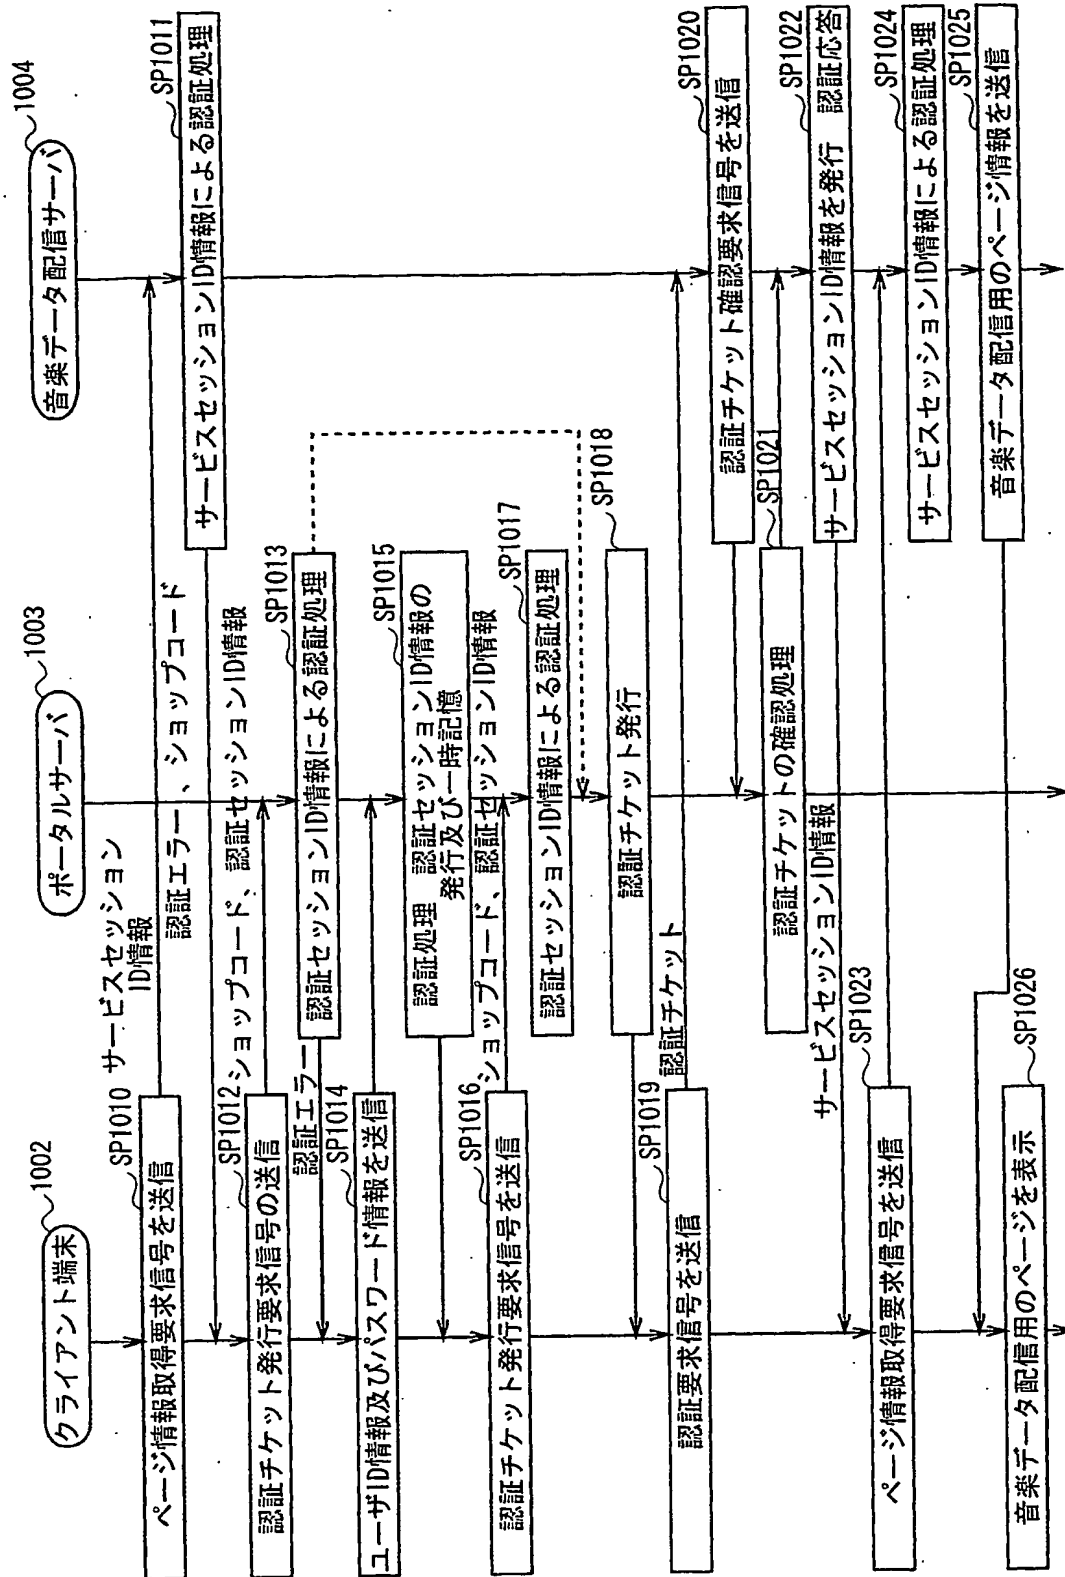 クライアント端末
1002
ポータルサーバ
1003
音楽データ配信サーバ
1004
SP1010
ページ情報取得要求信号を送信
サービスセッション
ID情報
SP1011
サービスセッションID情報による認証処理
認証エラー、ショップコード
SP1012
認証チケット発行要求信号の送信
ショップコード、認証セッションID情報
SP1013
認証セッションID情報による認証処理
認証エラー
SP1014
ユーザID情報及びパスワード情報を送信
SP1015
認証処理 認証セッションID情報の
発行及び一時記憶
SP1016
認証チケット発行要求信号を送信
ショップコード、認証セッションID情報
SP1017
認証セッションID情報による認証処理
SP1018
認証チケット発行
SP1019
認証要求信号を送信
認証チケット
SP1020
認証チケット確認要求信号を送信
SP1021
認証チケットの確認処理
SP1022
サービスセッションID情報を発行 認証応答
サービスセッションID情報
SP1023
ページ情報取得要求信号を送信
SP1024
サービスセッションID情報による認証処理
SP1025
音楽データ配信用のページ情報を送信
SP1026
音楽データ配信用のページを表示